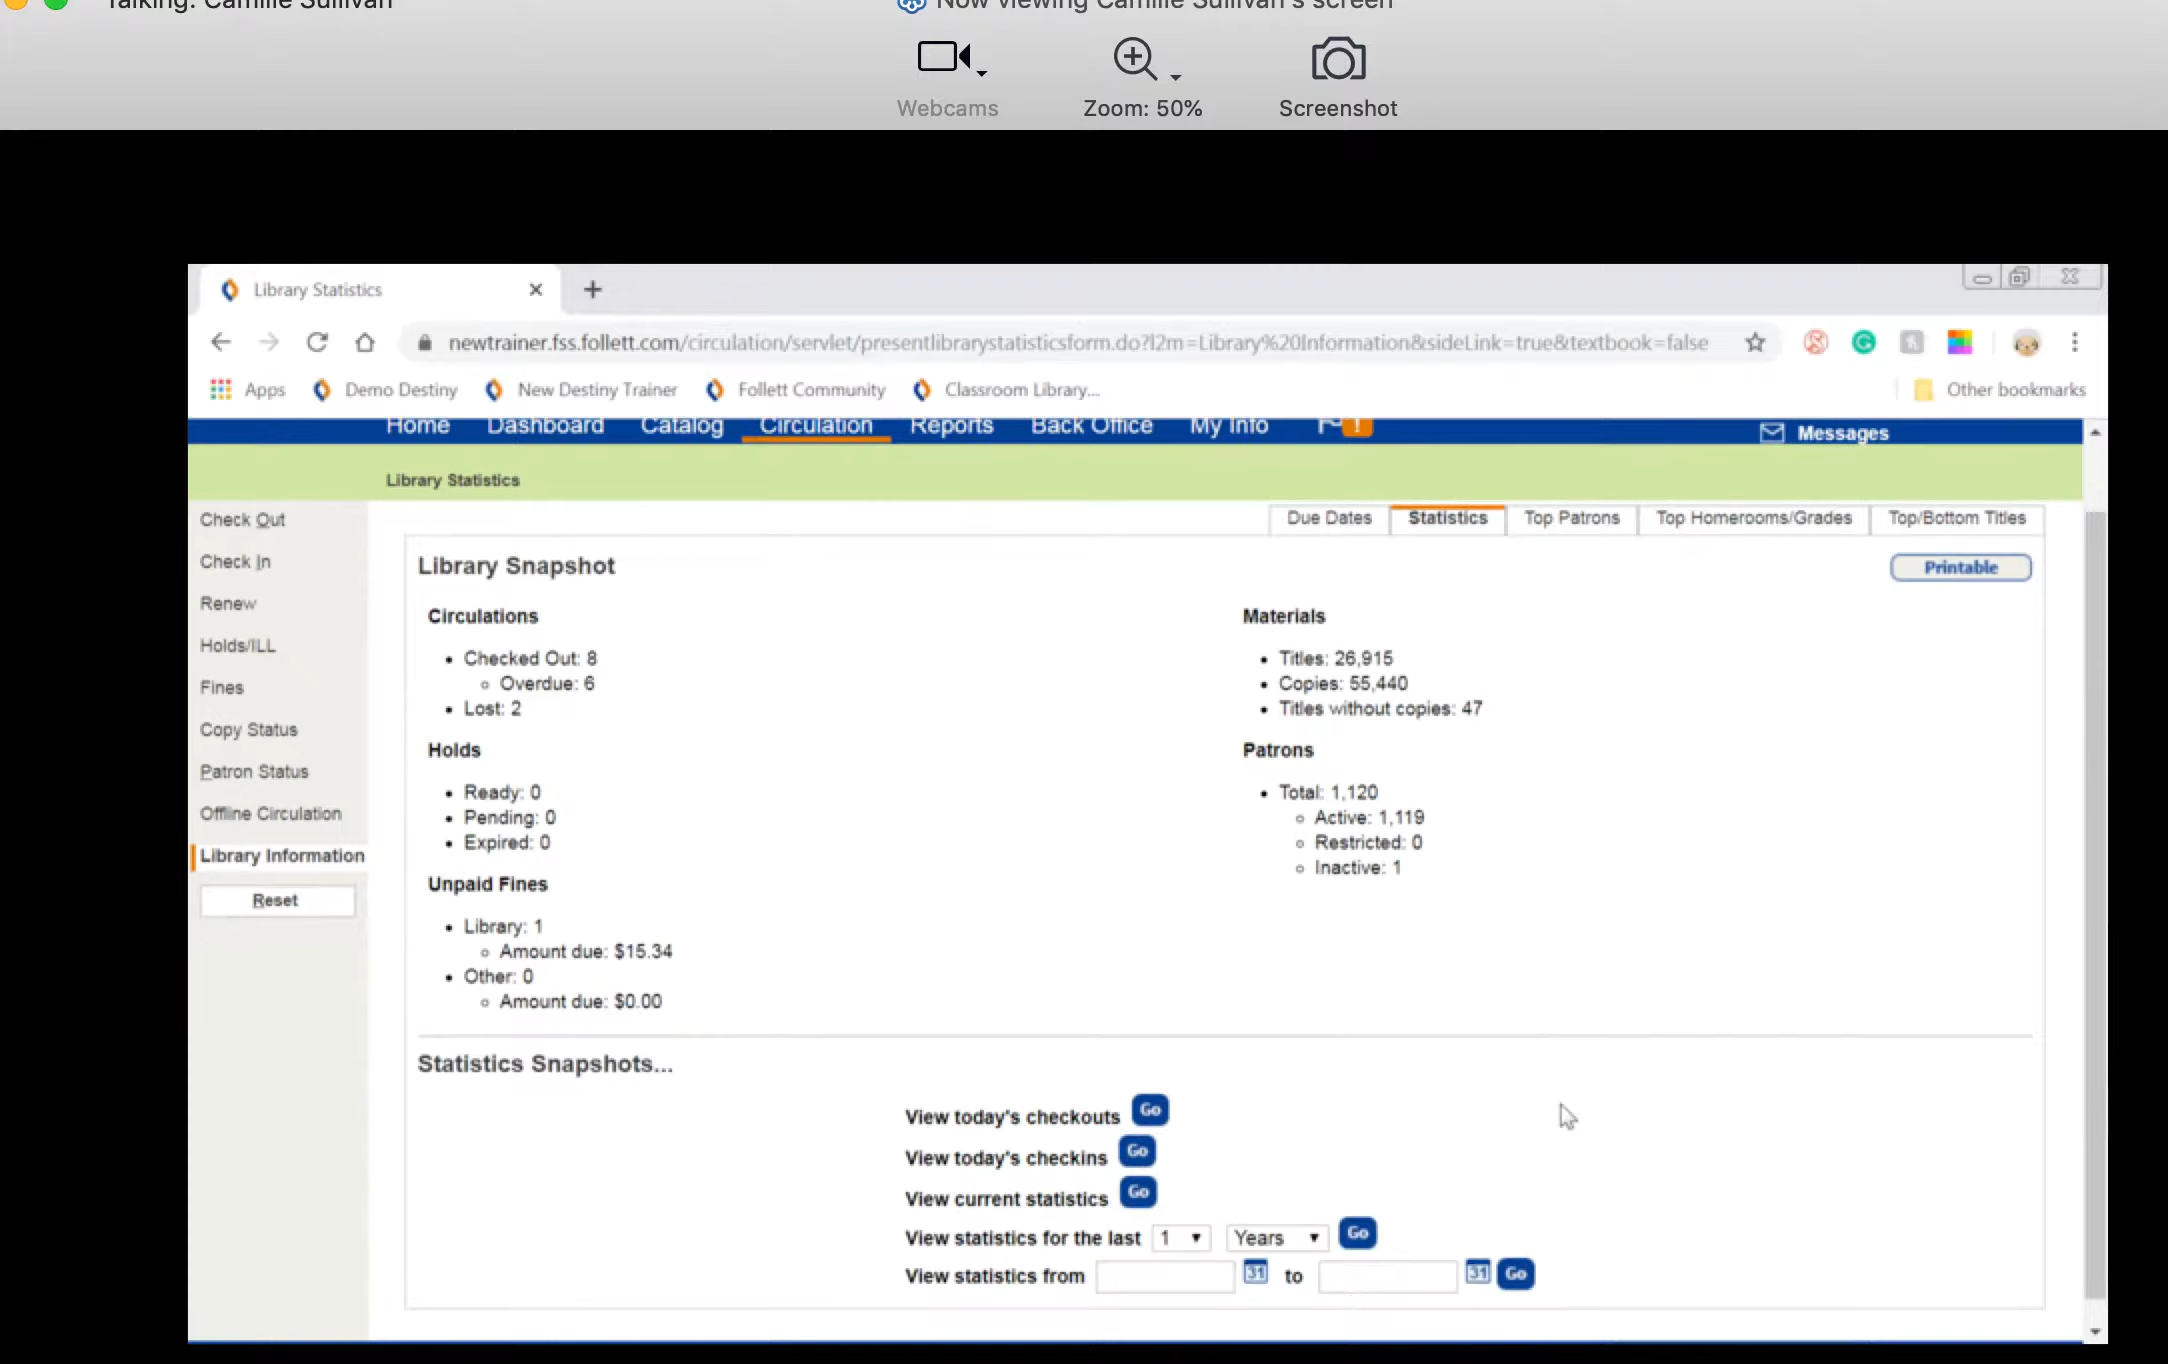 Talking: Camille Sullivan
Now viewing Camille Sullivan's screen
Webcams
Zoom: 50%
Screenshot
Library Statistics
newtrainer.fss.follett.com/circulation/servlet/presentlibrarystatisticsform.do?l2m=Library%20Information&sideLink=true&textbook=false
Apps Demo Destiny New Destiny Trainer Follett Community Classroom Library... Other bookmarks
Home Dashboard Catalog Circulation Reports Back Office My Info ! Messages
Library Statistics
Check Out
Check In
Renew
Holds/ILL
Fines
Copy Status
Patron Status
Offline Circulation
Library Information
Reset
Due Dates Statistics Top Patrons Top Homerooms/Grades Top/Bottom Titles
Library Snapshot
Printable
Circulations
Checked Out: 8
Overdue: 6
Lost: 2
Holds
Ready: 0
Pending: 0
Expired: 0
Unpaid Fines
Library: 1
Amount due: $15.34
Other: 0
Amount due: $0.00
Materials
Titles: 26,915
Copies: 55,440
Titles without copies: 47
Patrons
Total: 1,120
Active: 1,119
Restricted: 0
Inactive: 1
Statistics Snapshots...
View today's checkouts Go
View today's checkins Go
View current statistics Go
View statistics for the last 1 Years Go
View statistics from 31 to 31 Go